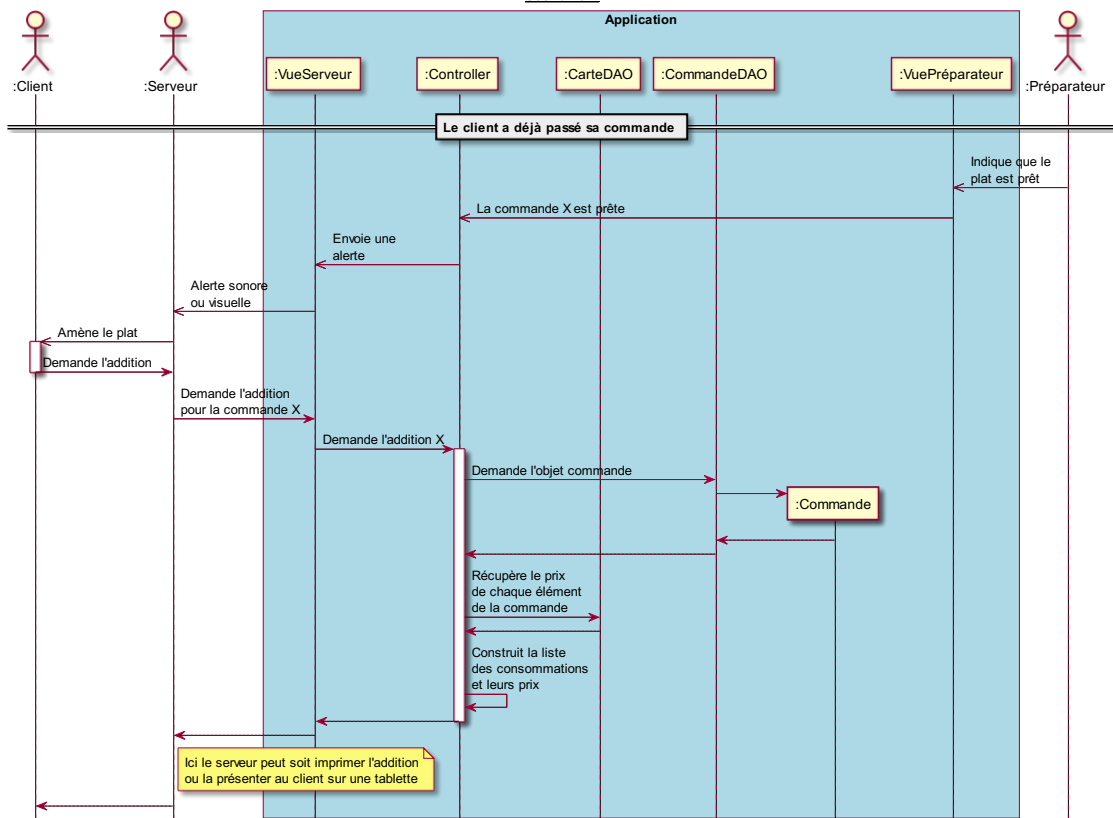 Application
:VueServeur
:Controller
:CarteDAO
:CommandeDAO
:VuePréparateur
:Client
:Serveur
:Préparateur
Le client a déjà passé sa commande
Indique que le
plat est prêt
La commande X est prête
Envoie une
alerte
Alerte sonore
ou visuelle
Amène le plat
Demande l'addition
Demande l'addition
pour la commande X
Demande l'addition X
Demande l'objet commande
:Commande
Récupère le prix
de chaque élément
de la commande
Construit la liste
des consommations
et leurs prix
Ici le serveur peut soit imprimer l'addition
ou la présenter au client sur une tablette